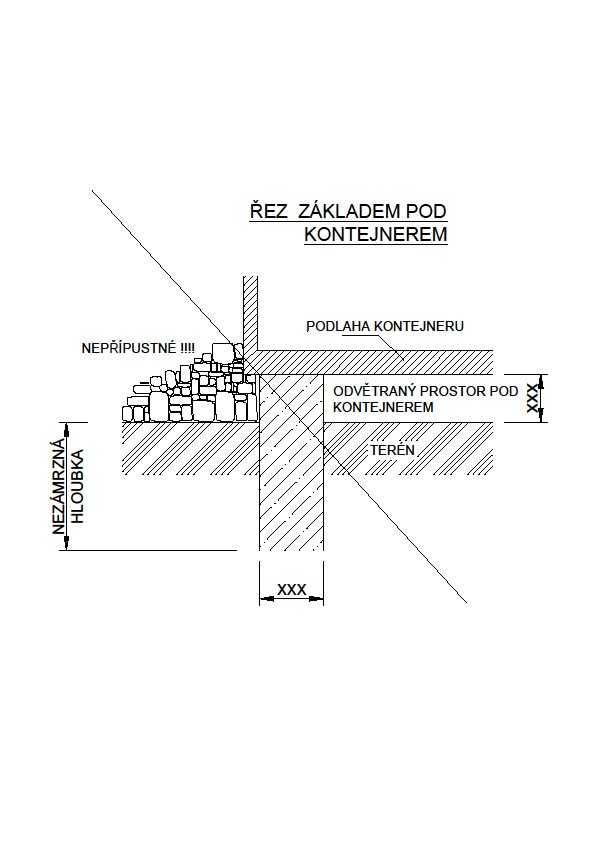 ŘEZ ZÁKLADEM POD
KONTEJNEREM
PODLAHA KONTEJNERU
NEPŘÍPUSTNÉ !!!!
ODVĚTRANÝ PROSTOR POD
KONTEJNEREM
XXX
TERÉN
NEZÁMRZNÁ
HLOUBKA
XXX